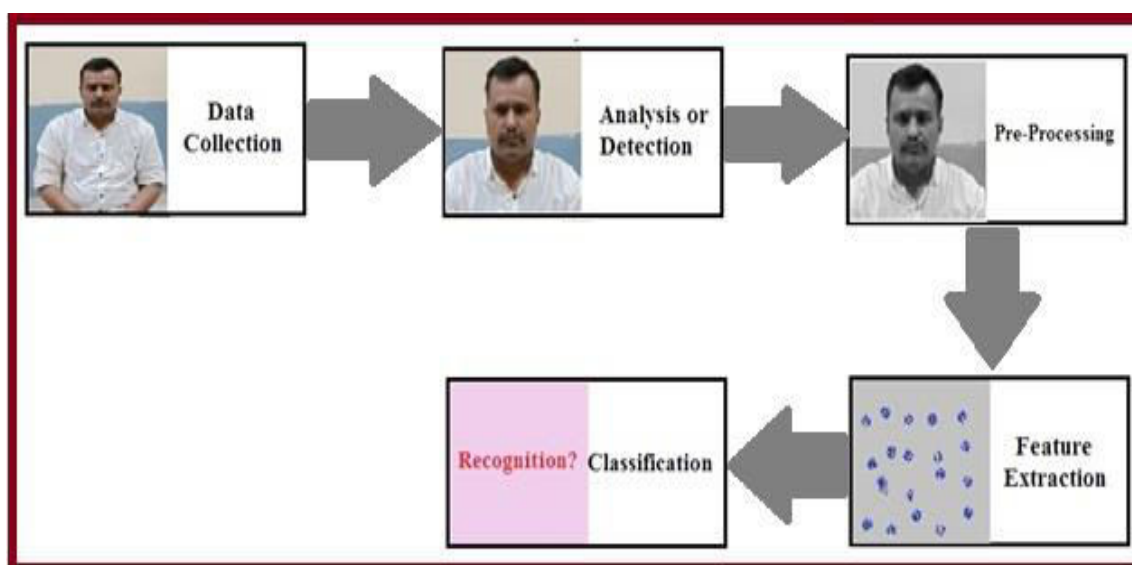 Data
Collection
Analysis or
Detection
Pre-Processing
Feature
Extraction
Recognition?
Classification